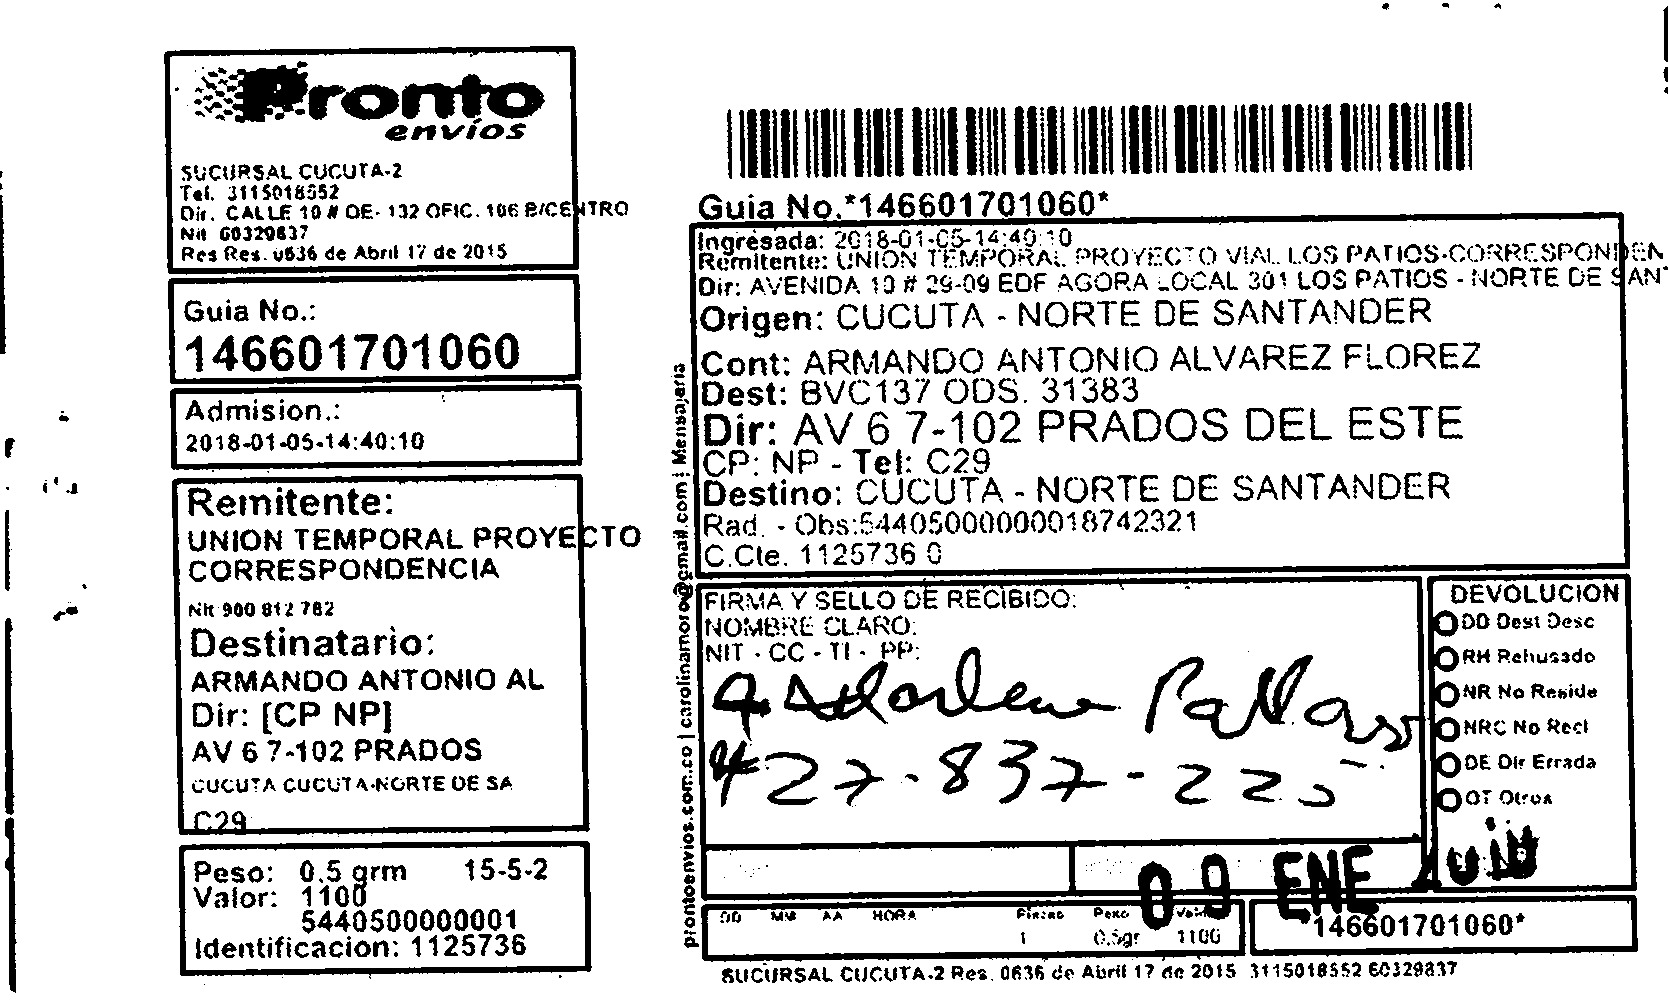 Pronto
envíos
SUCURSAL CUCUTA-2
Tel. 3115018552
Dir. CALLE 10 # OE- 132 OFIC. 106 B/CENTRO
Nit 60329837
Res Res. 0636 de Abril 17 de 2015
Guia No.:
146601701060
Admision.:
2018-01-05-14:40:10
Remitente:
UNION TEMPORAL PROYECTO
CORRESPONDENCIA
Nit 900 812 782
Destinatario:
ARMANDO ANTONIO AL
Dir: [CP NP]
AV 6 7-102 PRADOS
CUCUTA CUCUTA-NORTE DE SA
C29
Peso: 0.5 grm 15-5-2
Valor: 1100
5440500000001
Identificacion: 1125736
prontoenvios.com.co | carolinamoro@gmail.com | Mensajeria
Guia No.*146601701060*
Ingresada: 2018-01-05-14:40:10
Remitente: UNION TEMPORAL PROYECTO VIAL LOS PATIOS-CORRESPONDEN
Dir: AVENIDA 10 # 29-09 EDF AGORA LOCAL 301 LOS PATIOS - NORTE DE SANT
Origen: CUCUTA - NORTE DE SANTANDER
Cont: ARMANDO ANTONIO ALVAREZ FLOREZ
Dest: BVC137 ODS. 31383
Dir: AV 6 7-102 PRADOS DEL ESTE
CP: NP - Tel: C29
Destino: CUCUTA - NORTE DE SANTANDER
Rad. - Obs:54405000000018742321
C.Cte. 1125736 0
FIRMA Y SELLO DE RECIBIDO:
NOMBRE CLARO:
NIT - CC - TI - PP:
27-837-225
DEVOLUCION
DD Dest Desc
RH Rehusado
NR No Reside
NRC No Recl
DE Dir Errada
OT Otros
09 ENE
DD MM AA HORA
Piezas Peso Valor
1 0.5gr 1100
*146601701060*
SUCURSAL CUCUTA-2 Res. 0636 de Abril 17 de 2015 3115018552 60329837